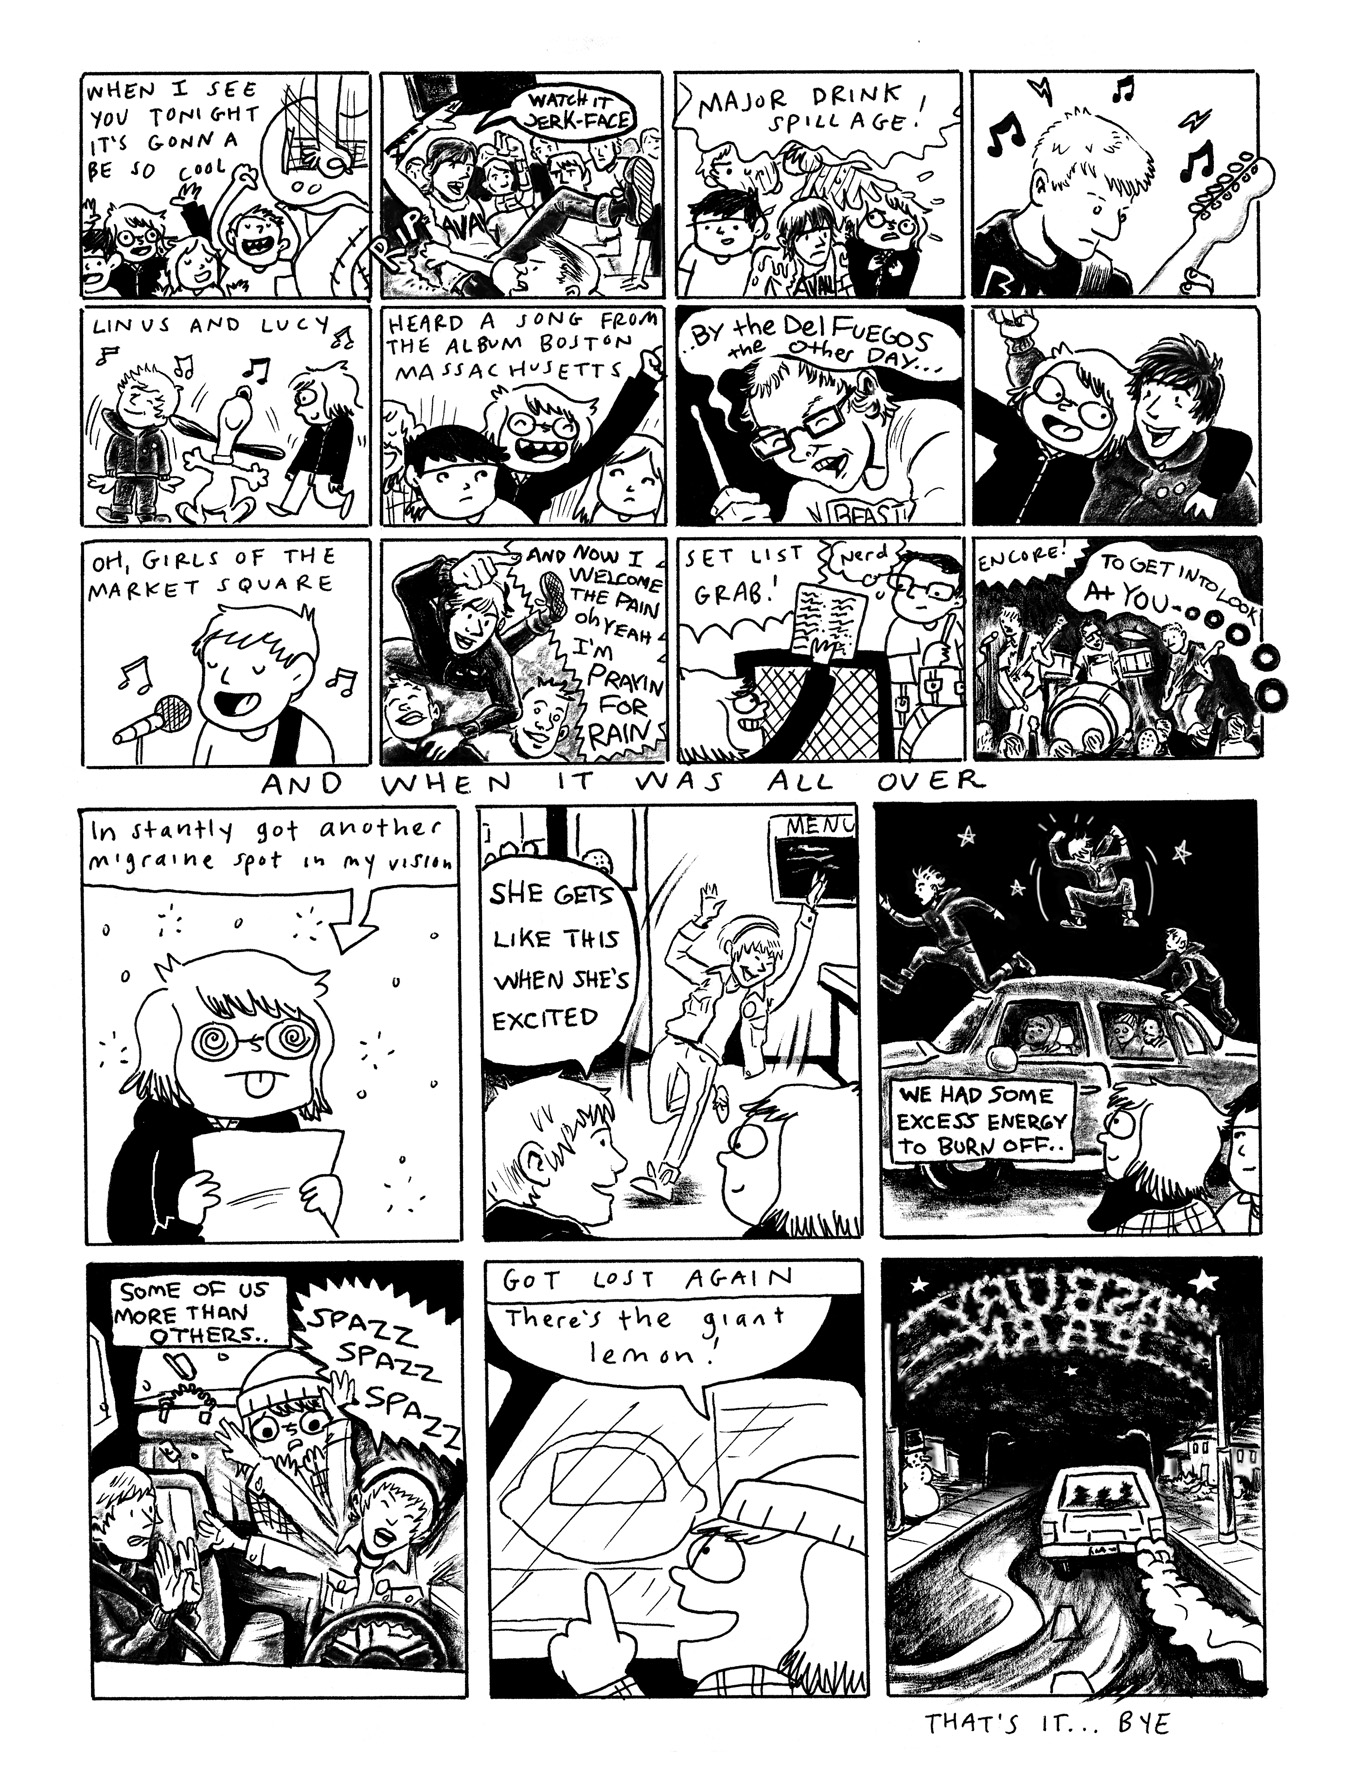 WHEN I SEE
YOU TONIGHT
IT'S GONNA
BE SO COOL
WATCH IT
JERK-FACE
RIP!
AVAL
MAJOR DRINK
SPILLAGE!
AVAL
B
LINUS AND LUCY
HEARD A SONG FROM
THE ALBUM BOSTON
MASSACHUSETTS
..BY the Del FUEGOS
the other DAY...
BEAST!
OH, GIRLS OF THE
MARKET SQUARE
AND NOW I
WELCOME
THE PAIN
oh YEAH
I'M
PRAYIN
FOR
RAIN
SET LIST
GRAB!
Nerd
ENCORE!
TO GET INTO LOOK
At YOU--
AND WHEN IT WAS ALL OVER
Instantly got another
migraine spot in my vision
MENU
SHE GETS
LIKE THIS
WHEN SHE'S
EXCITED
WE HAD SOME
EXCESS ENERGY
TO BURN OFF..
SOME OF US
MORE THAN
OTHERS..
SPAZZ
SPAZZ
SPAZZ
GOT LOST AGAIN
There's the giant
lemon!
ASBURY
PARK
THAT'S IT... BYE